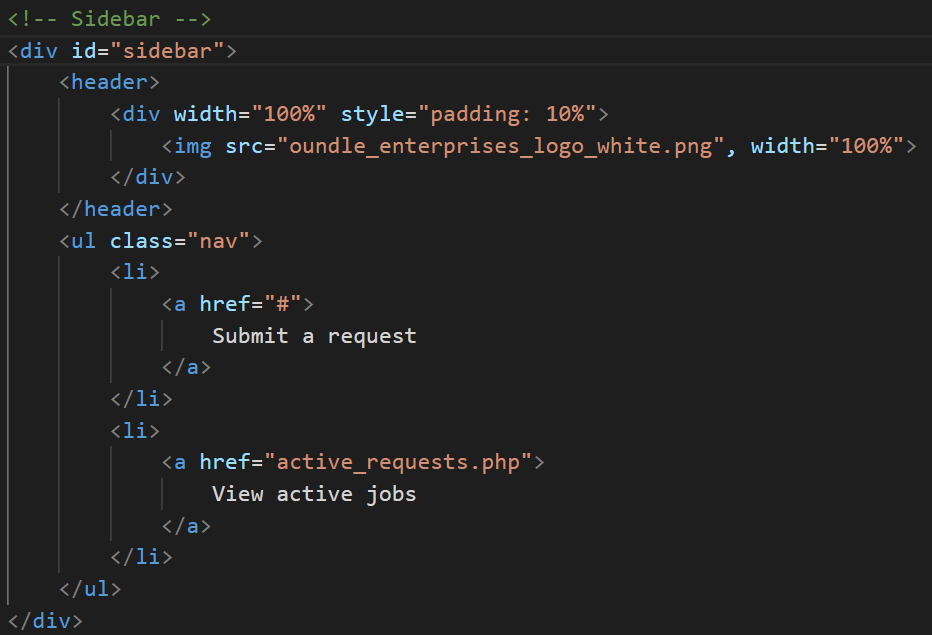 <!-- Sidebar -->
<div id="sidebar">
    <header>
        <div width="100%" style="padding: 10%">
            <img src="oundle_enterprises_logo_white.png", width="100%">
        </div>
    </header>
    <ul class="nav">
        <li>
            <a href="#">
                Submit a request
            </a>
        </li>
        <li>
            <a href="active_requests.php">
                View active jobs
            </a>
        </li>
    </ul>
</div>